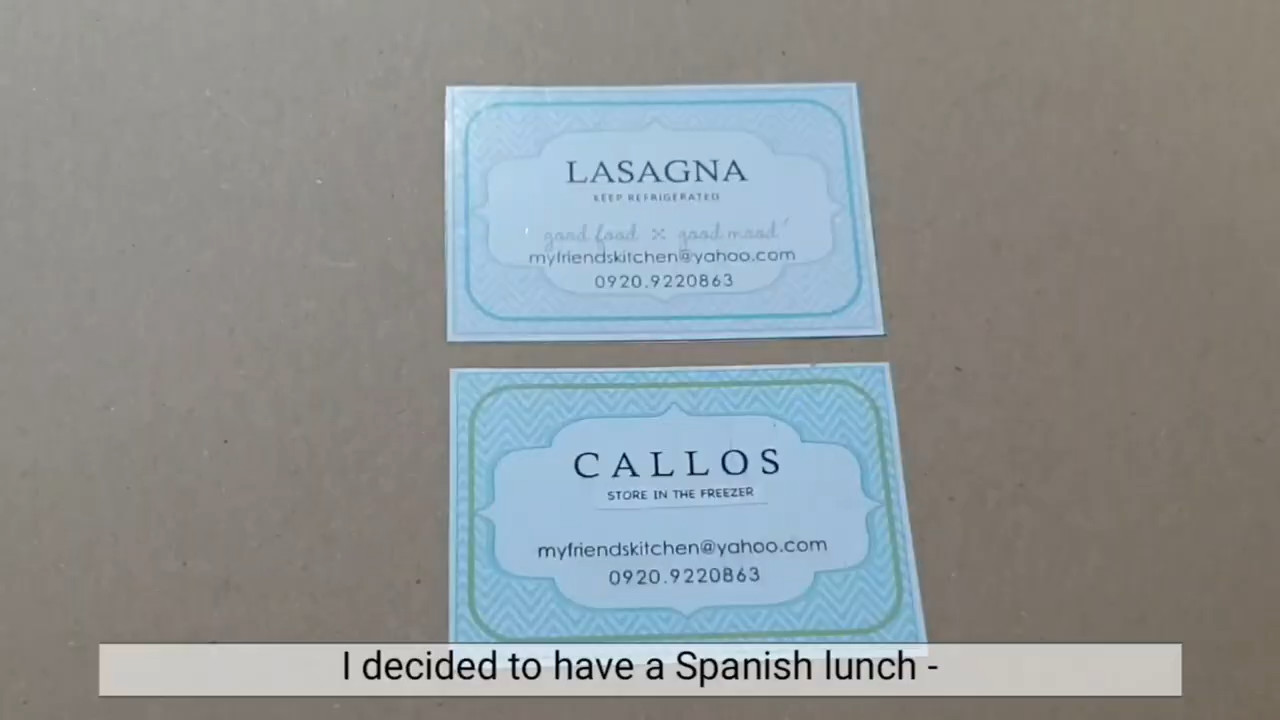 LASAGNA
KEEP REFRIGERATED
good food × good mood!
myfriendskitchen@yahoo.com
0920.9220863
CALLOS
STORE IN THE FREEZER
myfriendskitchen@yahoo.com
0920.9220863
I decided to have a Spanish lunch -